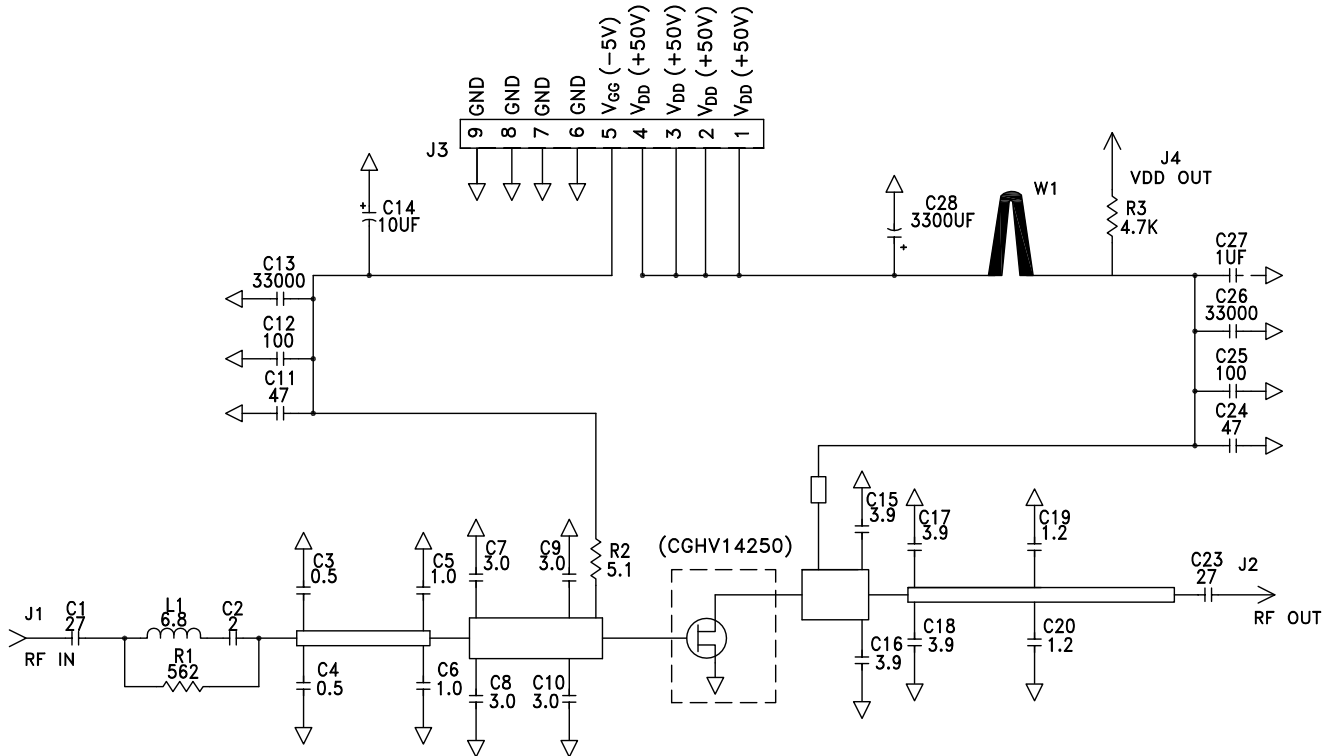 GND
GND
GND
GND
VGG (-5V)
VDD (+50V)
VDD (+50V)
VDD (+50V)
VDD (+50V)
J3
9 8 7 6 5 4 3 2 1
C14
10UF
C28
3300UF
W1
J4
VDD OUT
R3
4.7K
C13
33000
C12
100
C11
47
C27
1UF
C26
33000
C25
100
C24
47
J1
RF IN
C1
27
L1
6.8
C2
2
R1
562
C3
0.5
C4
0.5
C5
1.0
C6
1.0
C7
3.0
C8
3.0
C9
3.0
C10
3.0
R2
5.1
(CGHV14250)
C15
3.9
C16
3.9
C17
3.9
C18
3.9
C19
1.2
C20
1.2
C23
27
J2
RF OUT